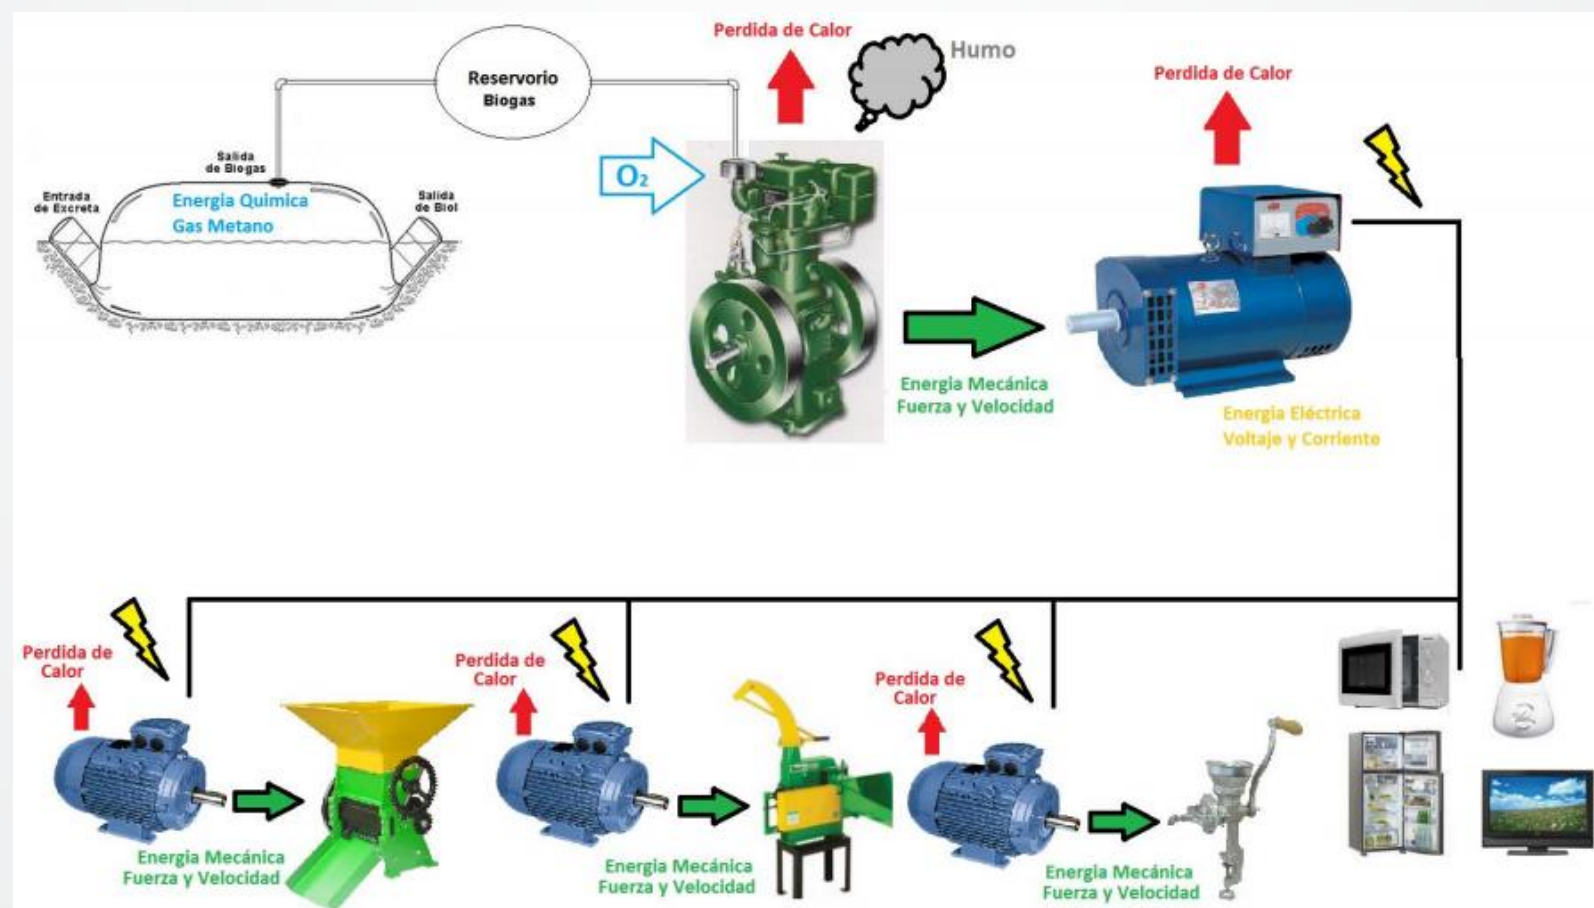 Perdida de Calor
Humo
Reservorio
Biogas
Perdida de Calor
Salida
de Biogas
O₂
Entrada
de Excreta
Energia Quimica
Gas Metano
Salida
de Biol
Energia Mecánica
Fuerza y Velocidad
Energia Eléctrica
Voltaje y Corriente
Perdida de
Calor
Perdida de
Calor
Perdida de
Calor
Energia Mecánica
Fuerza y Velocidad
Energia Mecánica
Fuerza y Velocidad
Energia Mecánica
Fuerza y Velocidad